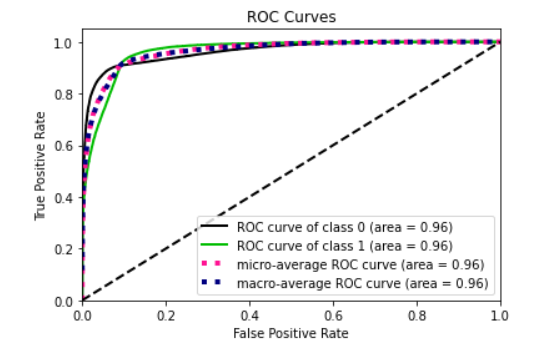 ROC Curves
True Positive Rate
1.0
0.8
0.6
0.4
0.2
0.0
ROC curve of class 0 (area = 0.96)
ROC curve of class 1 (area = 0.96)
micro-average ROC curve (area = 0.96)
macro-average ROC curve (area = 0.96)
0.0 0.2 0.4 0.6 0.8 1.0
False Positive Rate